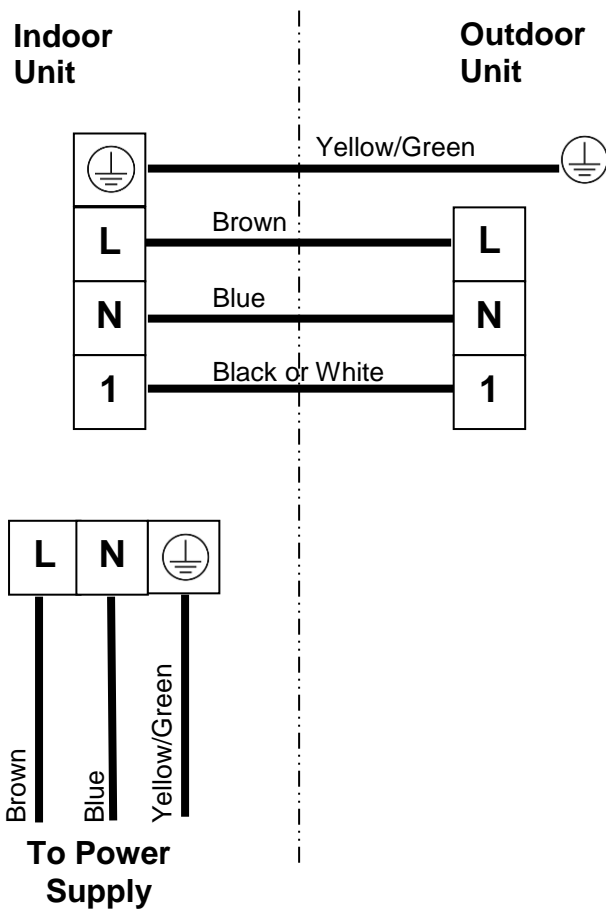 Indoor
Unit
Outdoor
Unit
Yellow/Green
L
Brown
L
N
Blue
N
1
Black or White
1
L N
Brown
Blue
Yellow/Green
To Power
Supply